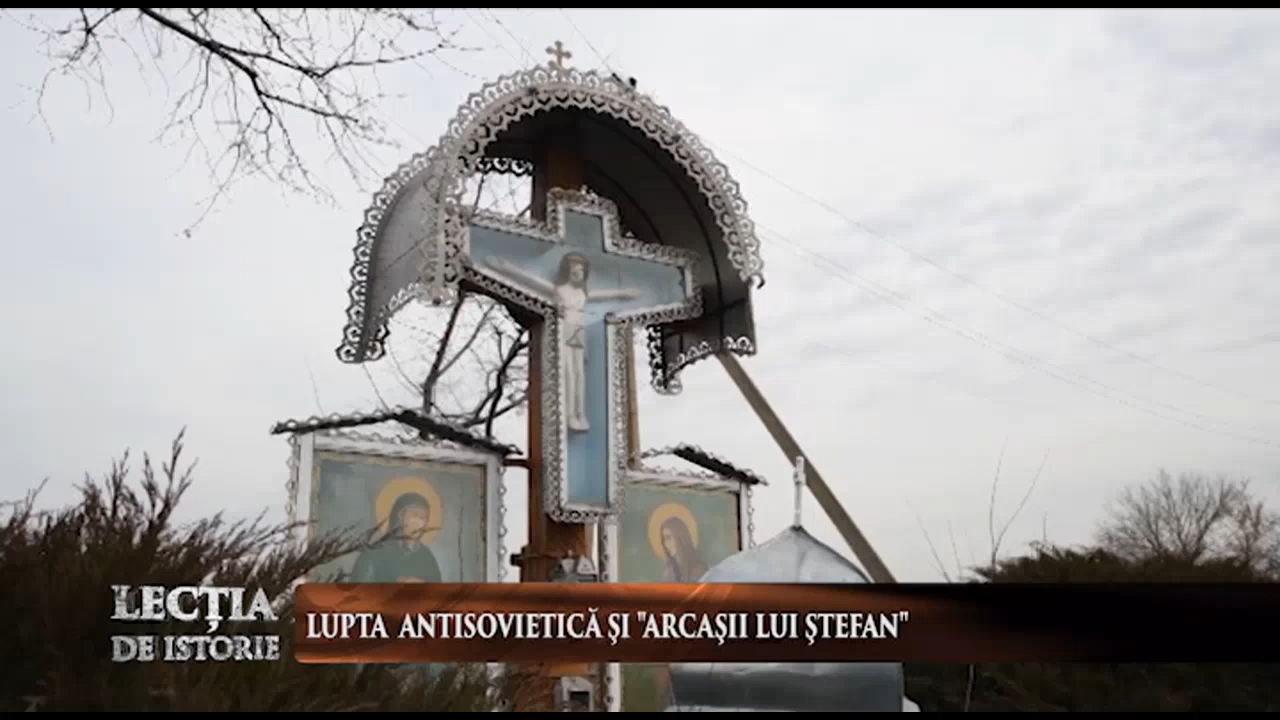 LECȚIA
DE ISTORIE
LUPTA ANTISOVIETICĂ ŞI "ARCAŞII LUI ŞTEFAN"